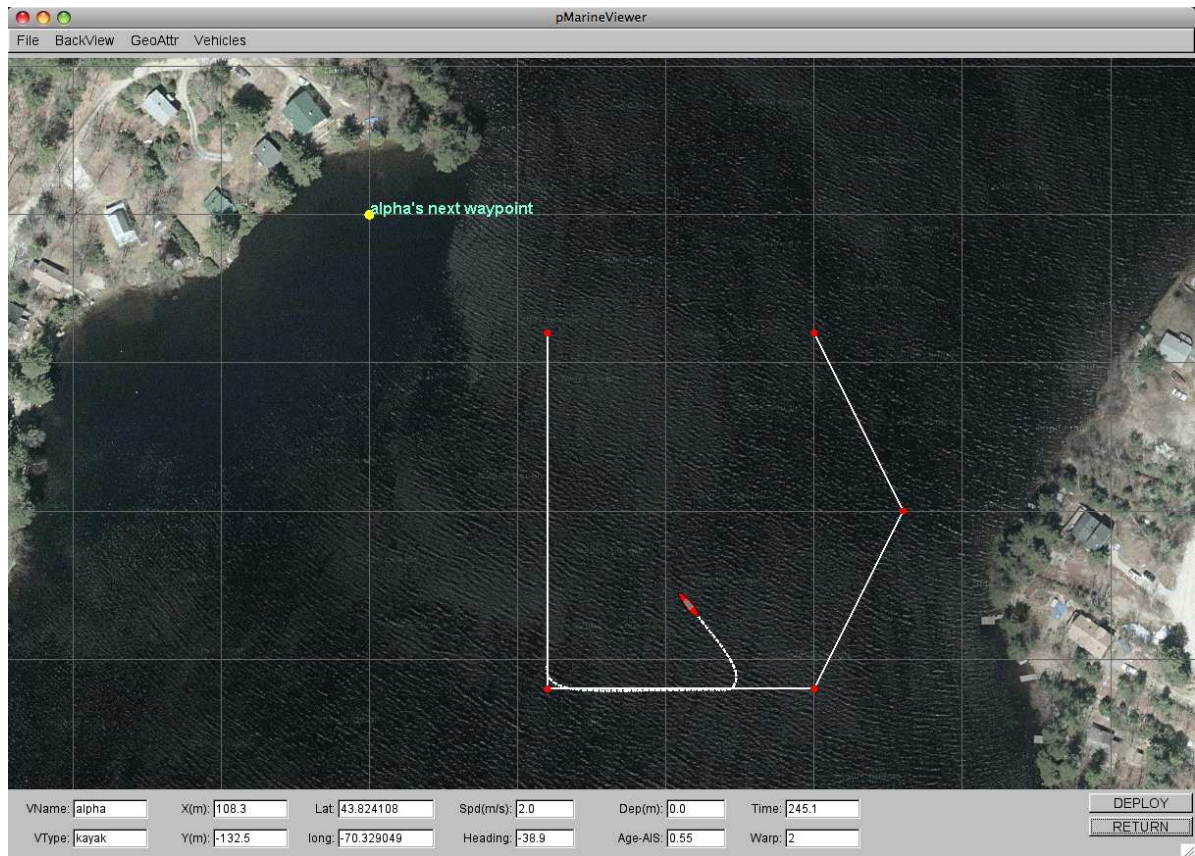 pMarineViewer
File BackView GeoAttr Vehicles
alpha's next waypoint
VName: alpha X(m): 108.3 Lat: 43.824108 Spd(m/s): 2.0 Dep(m): 0.0 Time: 245.1 DEPLOY
VType: kayak Y(m): -132.5 long: -70.329049 Heading: -38.9 Age-AIS: 0.55 Warp: 2 RETURN